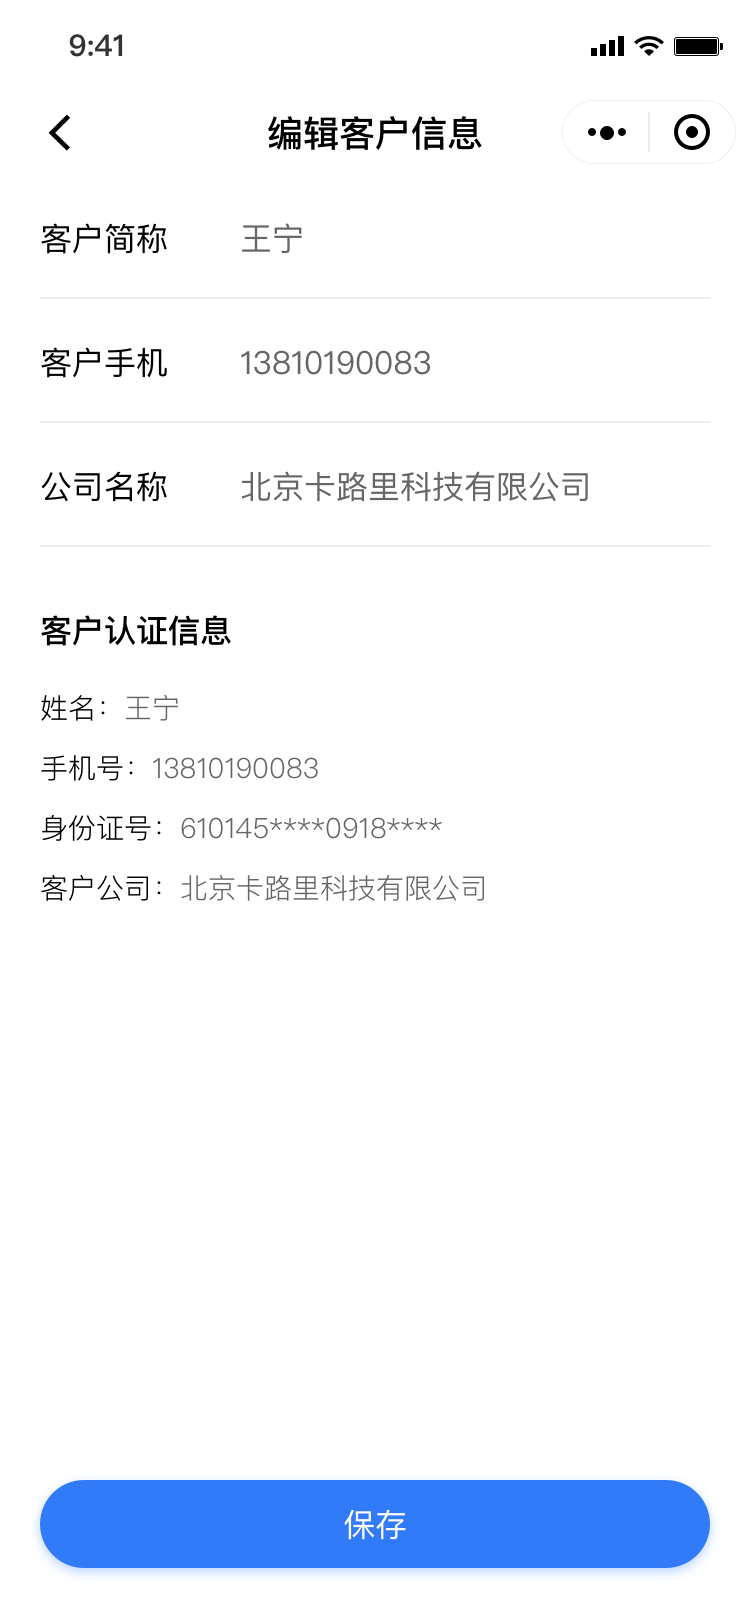 9:41
编辑客户信息
客户简称 王宁
客户手机 13810190083
公司名称 北京卡路里科技有限公司
客户认证信息
姓名：王宁
手机号：13810190083
身份证号：610145****0918****
客户公司：北京卡路里科技有限公司
保存